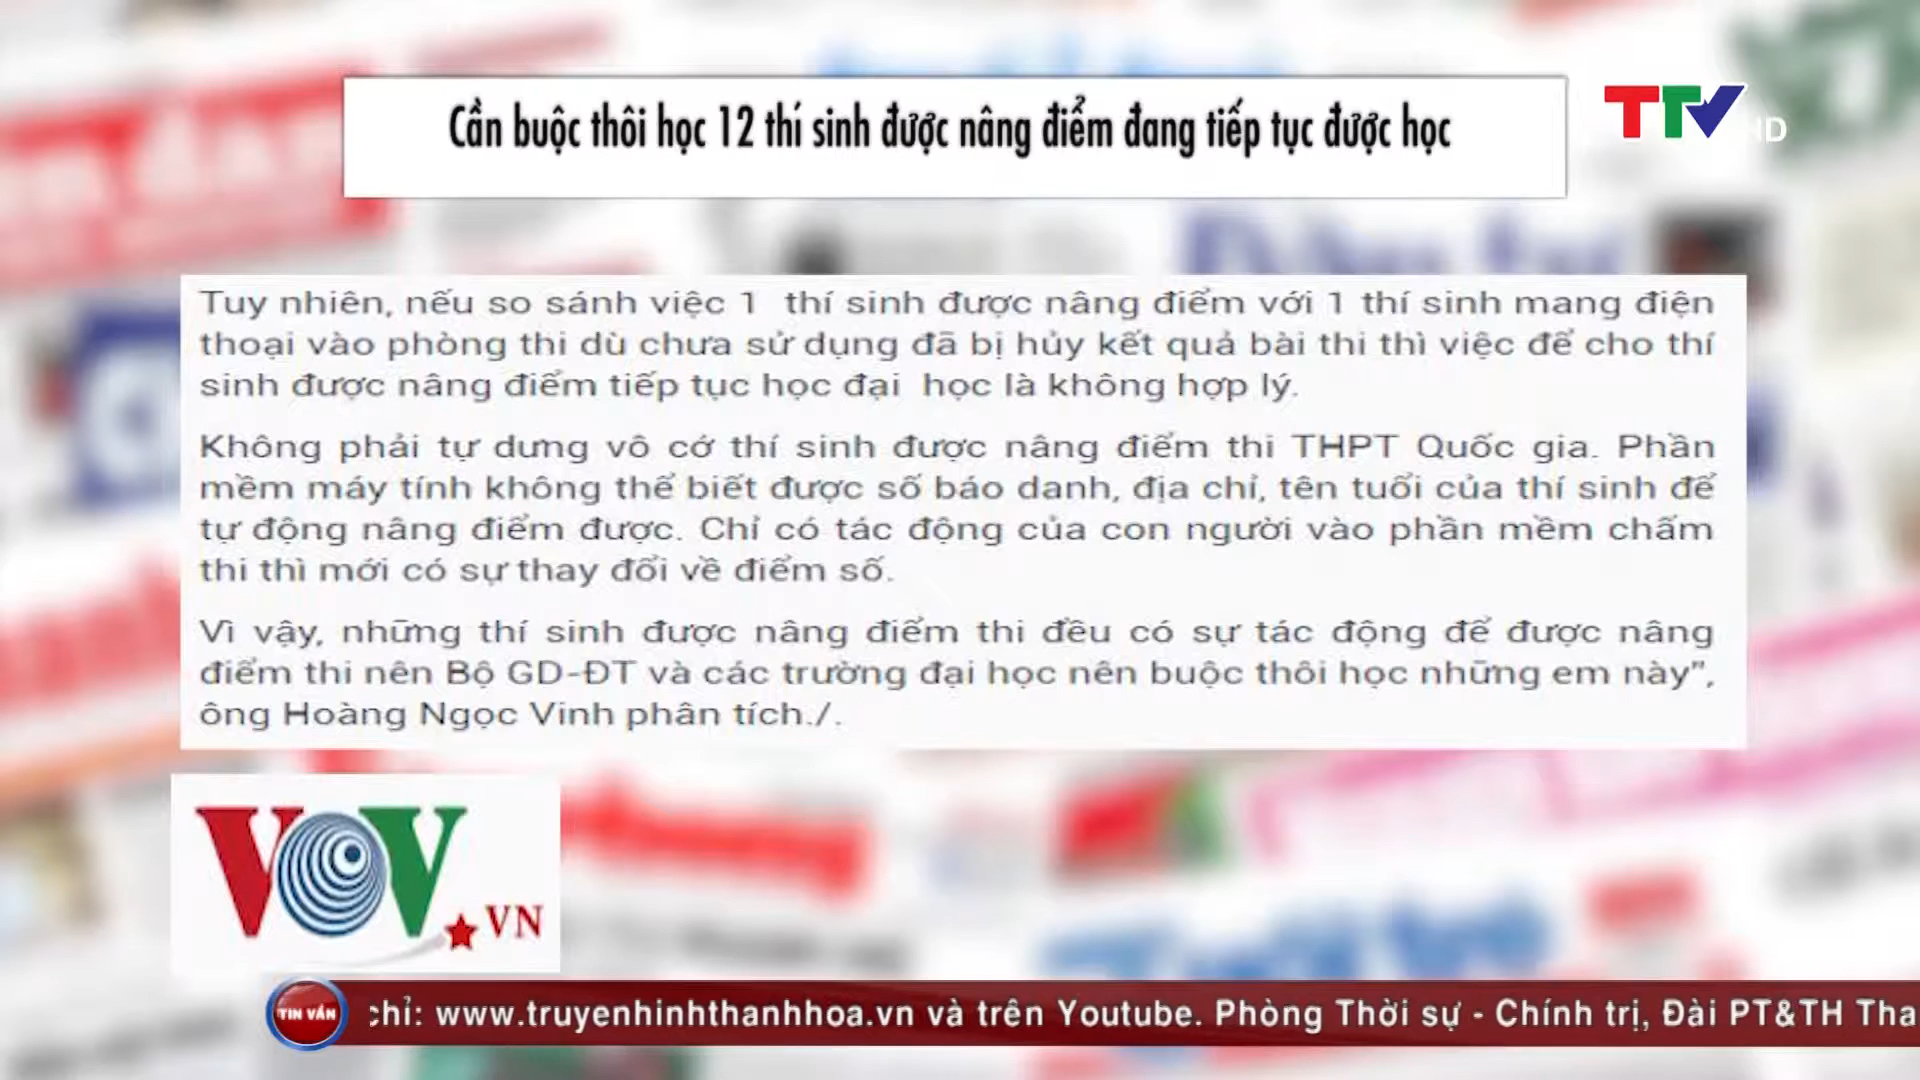 Cần buộc thôi học 12 thí sinh được nâng điểm đang tiếp tục được học
TTV HD
Tuy nhiên, nếu so sánh việc 1 thí sinh được nâng điểm với 1 thí sinh mang điện
thoại vào phòng thi dù chưa sử dụng đã bị hủy kết quả bài thi thì việc để cho thí
sinh được nâng điểm tiếp tục học đại học là không hợp lý.
Không phải tự dưng vô cớ thí sinh được nâng điểm thi THPT Quốc gia. Phần
mềm máy tính không thể biết được số báo danh, địa chỉ, tên tuổi của thí sinh để
tự động nâng điểm được. Chỉ có tác động của con người vào phần mềm chấm
thi thì mới có sự thay đổi về điểm số.
Vì vậy, những thí sinh được nâng điểm thi đều có sự tác động để được nâng
điểm thi nên Bộ GD-ĐT và các trường đại học nên buộc thôi học những em này",
ông Hoàng Ngọc Vinh phân tích./.
VOV.VN
TIN VẮN
chỉ: www.truyenhinhthanhhoa.vn và trên Youtube. Phòng Thời sự - Chính trị, Đài PT&TH Tha